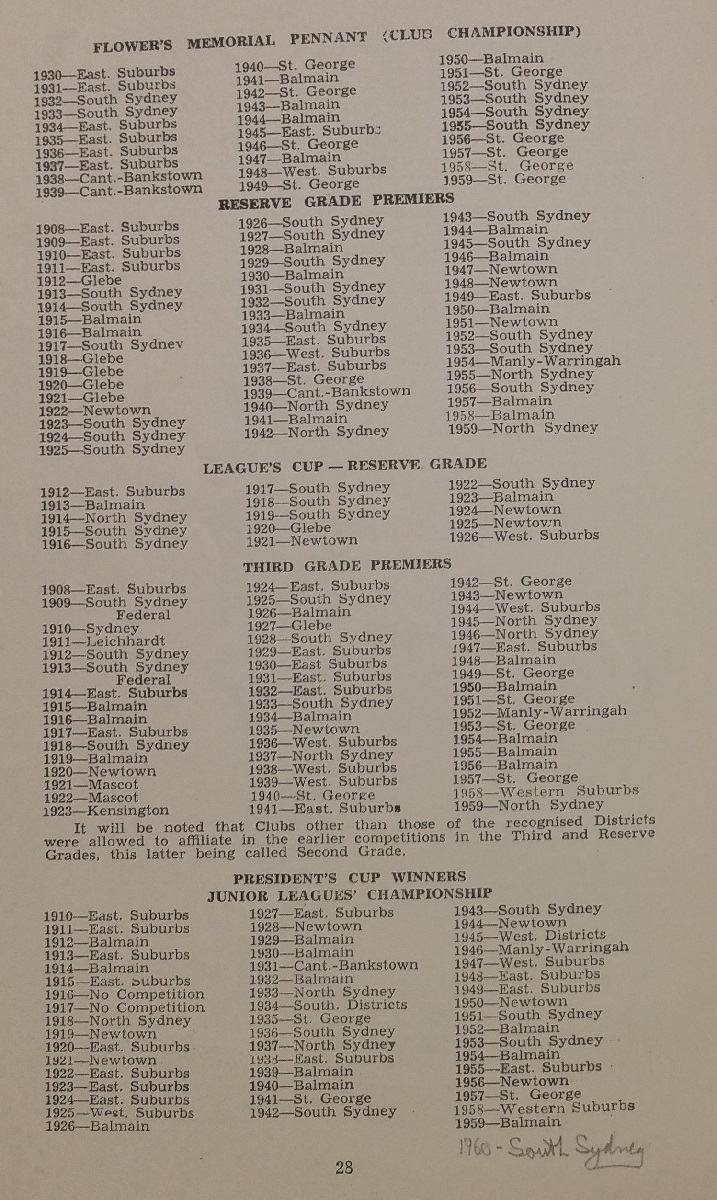 FLOWER'S MEMORIAL PENNANT (CLUB CHAMPIONSHIP)
1930—East. Suburbs
1931—East. Suburbs
1932—South Sydney
1933—South Sydney
1934—East. Suburbs
1935—East. Suburbs
1936—East. Suburbs
1937—East. Suburbs
1938—Cant.-Bankstown
1939—Cant.-Bankstown
1940—St. George
1941—Balmain
1942—St. George
1943—Balmain
1944—Balmain
1945—East. Suburbs
1946—St. George
1947—Balmain
1948—West. Suburbs
1949—St. George
1950—Balmain
1951—St. George
1952—South Sydney
1953—South Sydney
1954—South Sydney
1955—South Sydney
1956—St. George
1957—St. George
1958—St. George
1959—St. George
RESERVE GRADE PREMIERS
1908—East. Suburbs
1909—East. Suburbs
1910—East. Suburbs
1911—East. Suburbs
1912—Glebe
1913—South Sydney
1914—South Sydney
1915—Balmain
1916—Balmain
1917—South Sydney
1918—Glebe
1919—Glebe
1920—Glebe
1921—Glebe
1922—Newtown
1923—South Sydney
1924—South Sydney
1925—South Sydney
1926—South Sydney
1927—South Sydney
1928—Balmain
1929—South Sydney
1930—Balmain
1931—South Sydney
1932—South Sydney
1933—Balmain
1934—South Sydney
1935—East. Suburbs
1936—West. Suburbs
1937—East. Suburbs
1938—St. George
1939—Cant.-Bankstown
1940—North Sydney
1941—Balmain
1942—North Sydney
1943—South Sydney
1944—Balmain
1945—South Sydney
1946—Balmain
1947—Newtown
1948—Newtown
1949—East. Suburbs
1950—Balmain
1951—Newtown
1952—South Sydney
1953—South Sydney
1954—Manly-Warringah
1955—North Sydney
1956—South Sydney
1957—Balmain
1958—Balmain
1959—North Sydney
LEAGUE'S CUP — RESERVE GRADE
1912—East. Suburbs
1913—Balmain
1914—North Sydney
1915—South Sydney
1916—South Sydney
1917—South Sydney
1918—South Sydney
1919—South Sydney
1920—Glebe
1921—Newtown
1922—South Sydney
1923—Balmain
1924—Newtown
1925—Newtown
1926—West. Suburbs
THIRD GRADE PREMIERS
1908—East. Suburbs
1909—South Sydney
Federal
1910—Sydney
1911—Leichhardt
1912—South Sydney
1913—South Sydney
Federal
1914—East. Suburbs
1915—Balmain
1916—Balmain
1917—East. Suburbs
1918—South Sydney
1919—Balmain
1920—Newtown
1921—Mascot
1922—Mascot
1923—Kensington
1924—East. Suburbs
1925—South Sydney
1926—Balmain
1927—Glebe
1928—South Sydney
1929—East. Suburbs
1930—East Suburbs
1931—East. Suburbs
1932—East. Suburbs
1933—South Sydney
1934—Balmain
1935—Newtown
1936—West. Suburbs
1937—North Sydney
1938—West. Suburbs
1939—West. Suburbs
1940—St. George
1941—East. Suburbs
1942—St. George
1943—Newtown
1944—West. Suburbs
1945—North Sydney
1946—North Sydney
1947—East. Suburbs
1948—Balmain
1949—St. George
1950—Balmain
1951—St. George
1952—Manly-Warringah
1953—St. George
1954—Balmain
1955—Balmain
1956—Balmain
1957—St. George
1958—Western Suburbs
1959—North Sydney
It will be noted that Clubs other than those of the recognised Districts
were allowed to affiliate in the earlier competitions in the Third and Reserve
Grades, this latter being called Second Grade.
PRESIDENT'S CUP WINNERS
JUNIOR LEAGUES' CHAMPIONSHIP
1910—East. Suburbs
1911—East. Suburbs
1912—Balmain
1913—East. Suburbs
1914—Balmain
1915—East. Suburbs
1916—No Competition
1917—No Competition
1918—North Sydney
1919—Newtown
1920—East. Suburbs
1921—Newtown
1922—East. Suburbs
1923—East. Suburbs
1924—East. Suburbs
1925—West. Suburbs
1926—Balmain
1927—East. Suburbs
1928—Newtown
1929—Balmain
1930—Balmain
1931—Cant.-Bankstown
1932—Balmain
1933—North Sydney
1934—South. Districts
1935—St. George
1936—South Sydney
1937—North Sydney
1938—East. Suburbs
1939—Balmain
1940—Balmain
1941—St. George
1942—South Sydney
1943—South Sydney
1944—Newtown
1945—West. Districts
1946—Manly-Warringah
1947—West. Suburbs
1948—East. Suburbs
1949—East. Suburbs
1950—Newtown
1951—South Sydney
1952—Balmain
1953—South Sydney
1954—Balmain
1955—East. Suburbs
1956—Newtown
1957—St. George
1958—Western Suburbs
1959—Balmain
1960 - South Sydney
28